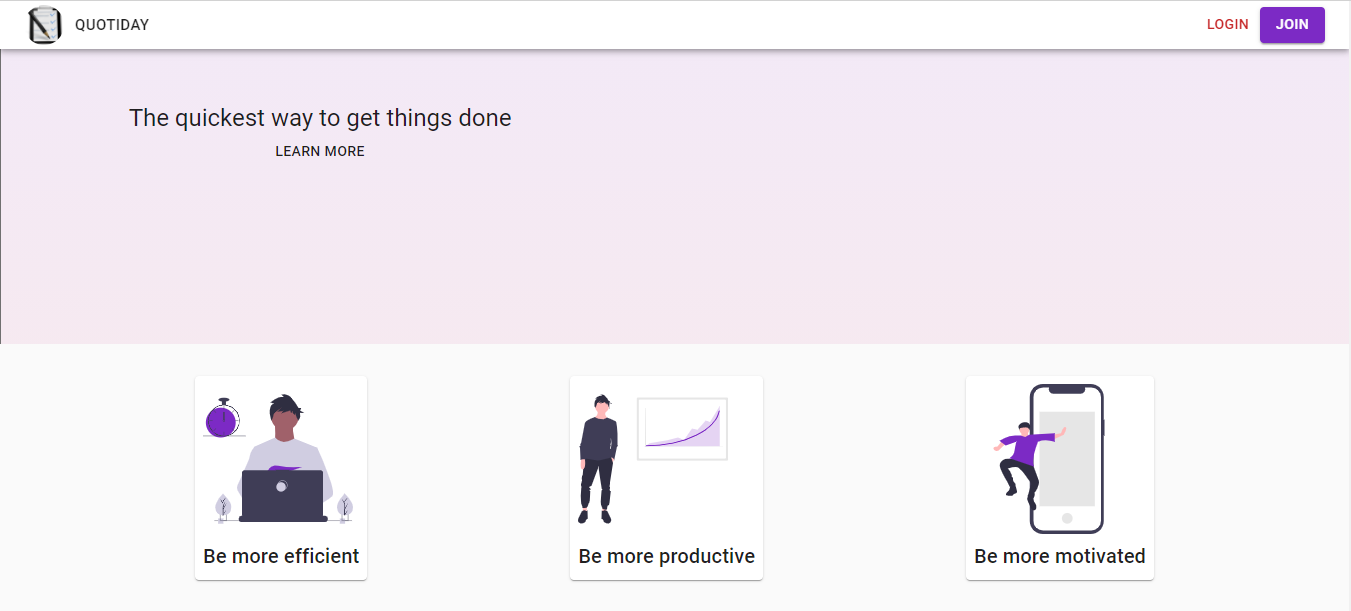 QUOTIDAY
LOGIN
JOIN
The quickest way to get things done
LEARN MORE
Be more efficient
Be more productive
Be more motivated